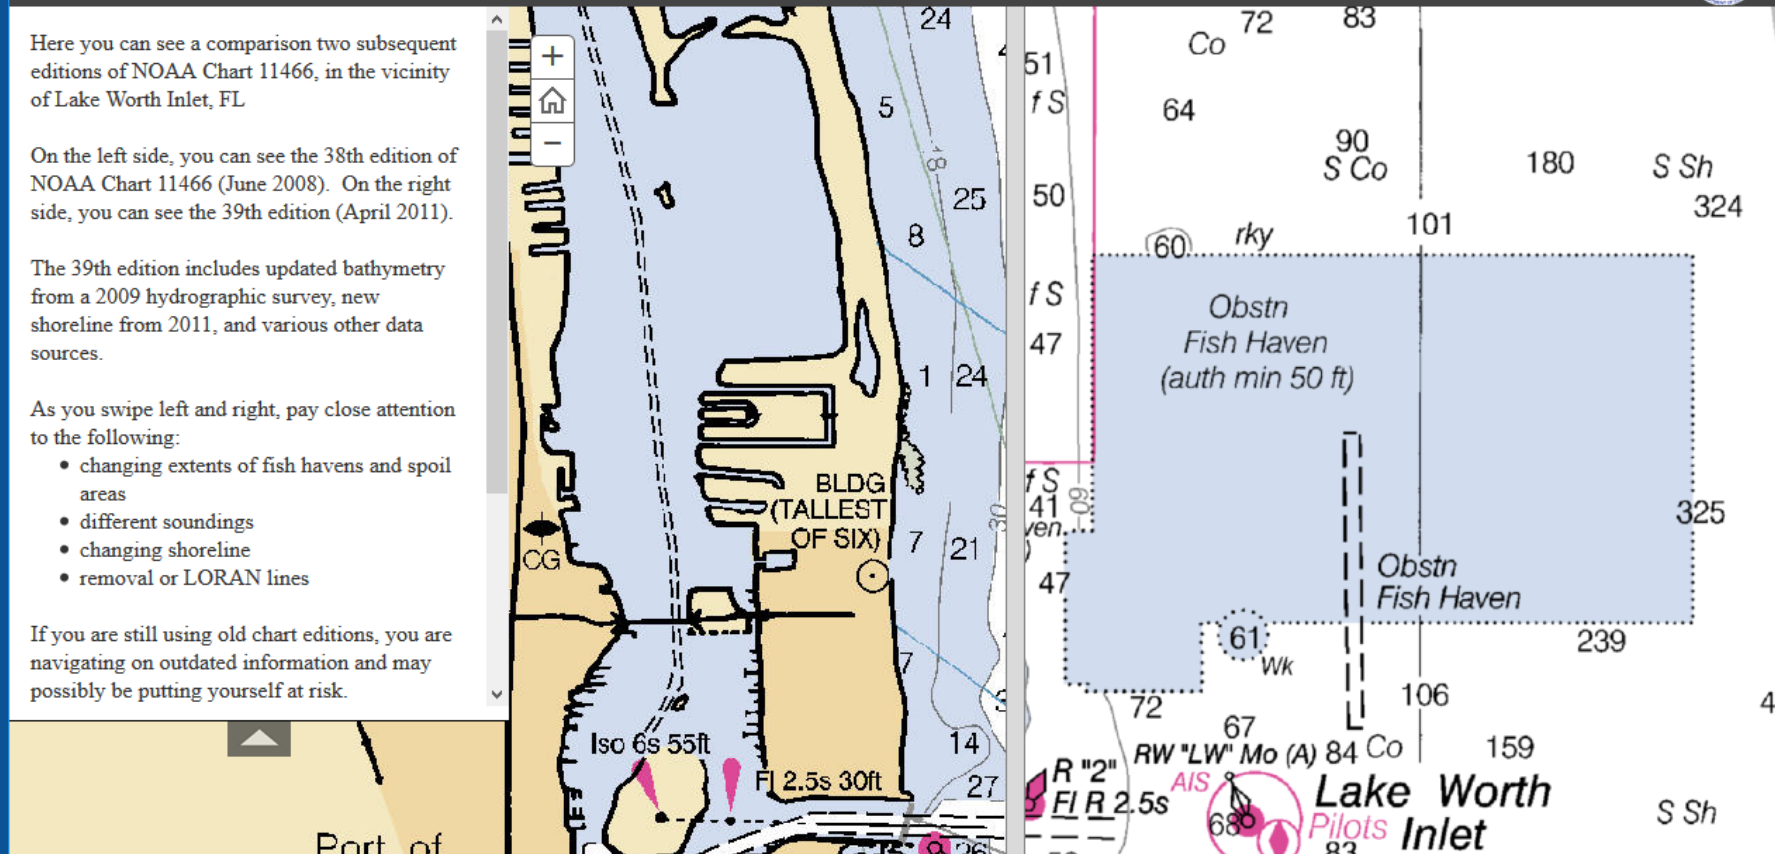 Here you can see a comparison two subsequent
editions of NOAA Chart 11466, in the vicinity
of Lake Worth Inlet, FL
On the left side, you can see the 38th edition of
NOAA Chart 11466 (June 2008).  On the right
side, you can see the 39th edition (April 2011).
The 39th edition includes updated bathymetry
from a 2009 hydrographic survey, new
shoreline from 2011, and various other data
sources.
As you swipe left and right, pay close attention
to the following:
• changing extents of fish havens and spoil
areas
• different soundings
• changing shoreline
• removal or LORAN lines
If you are still using old chart editions, you are
navigating on outdated information and may
possibly be putting yourself at risk.
+
−
24
5
8
25
8
1 24
BLDG
(TALLEST
OF SIX)
7 21
30
CG
7
14
Iso 6s 55ft
Fl 2.5s 30ft
27
26
Port of
72 83
Co
51
f S
64
90
S Co
180
S Sh
324
50
101
60
rky
f S
47
Obstn
Fish Haven
(auth min 50 ft)
f S
41
60
47
325
Obstn
Fish Haven
61
Wk
239
72
67
106
4
RW "LW" Mo (A) 84 Co
159
R "2"
Fl R 2.5s
AIS
68
Pilots
83
Lake Worth
Inlet
S Sh